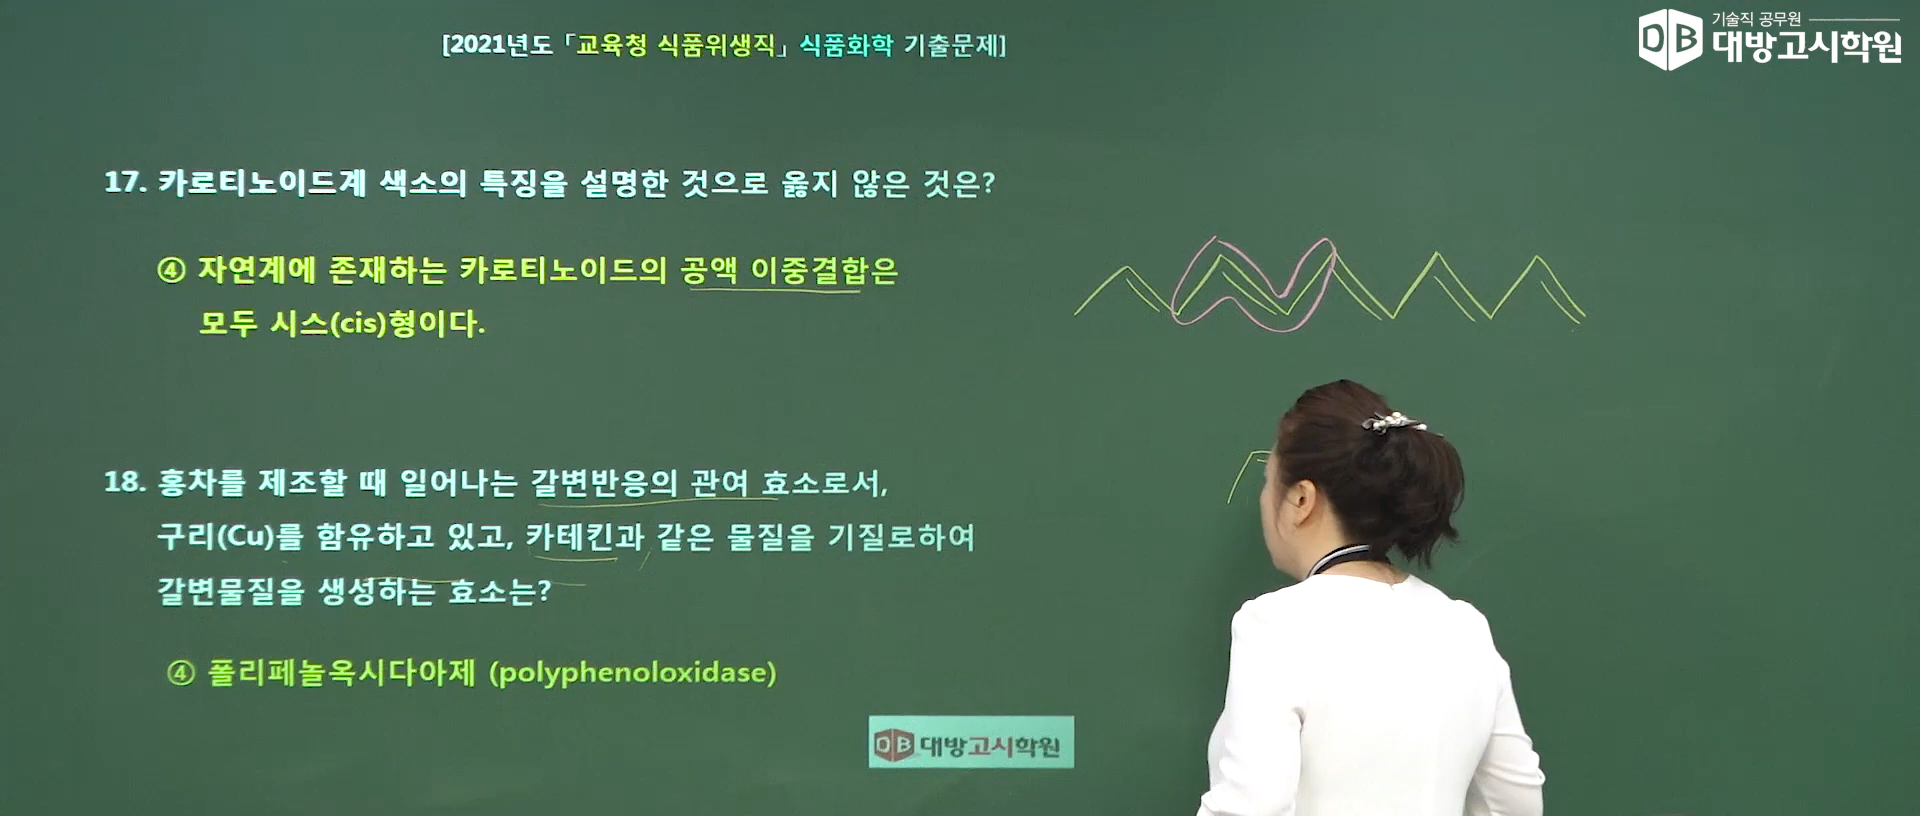 [2021년도 「교육청 식품위생직」 식품화학 기출문제]
기술직 공무원
DB 대방고시학원
17. 카로티노이드계 색소의 특징을 설명한 것으로 옳지 않은 것은?
④ 자연계에 존재하는 카로티노이드의 공액 이중결합은
모두 시스(cis)형이다.
18. 홍차를 제조할 때 일어나는 갈변반응의 관여 효소로서,
구리(Cu)를 함유하고 있고, 카테킨과 같은 물질을 기질로하여
갈변물질을 생성하는 효소는?
④ 폴리페놀옥시다아제 (polyphenoloxidase)
DB 대방고시학원